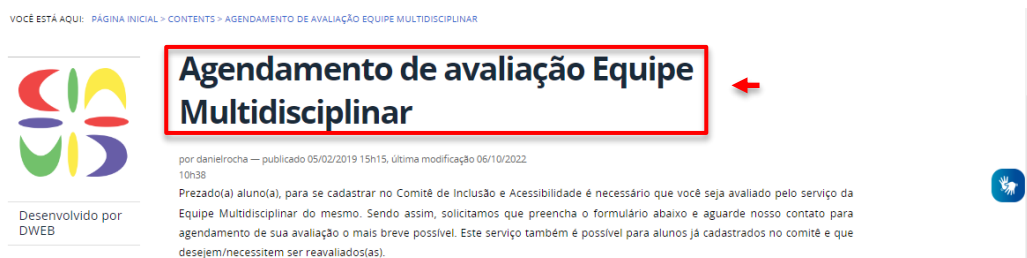 VOCÊ ESTÁ AQUI: PÁGINA INICIAL > CONTENTS > AGENDAMENTO DE AVALIAÇÃO EQUIPE MULTIDISCIPLINAR
Agendamento de avaliação Equipe
Multidisciplinar
por danielrocha — publicado 05/02/2019 15h15, última modificação 06/10/2022
10h38
Prezado(a) aluno(a), para se cadastrar no Comitê de Inclusão e Acessibilidade é necessário que você seja avaliado pelo serviço da
Equipe Multidisciplinar do mesmo. Sendo assim, solicitamos que preencha o formulário abaixo e aguarde nosso contato para
agendamento de sua avaliação o mais breve possível. Este serviço também é possível para alunos já cadastrados no comitê e que
desejem/necessitem ser reavaliados(as).
Desenvolvido por
DWEB